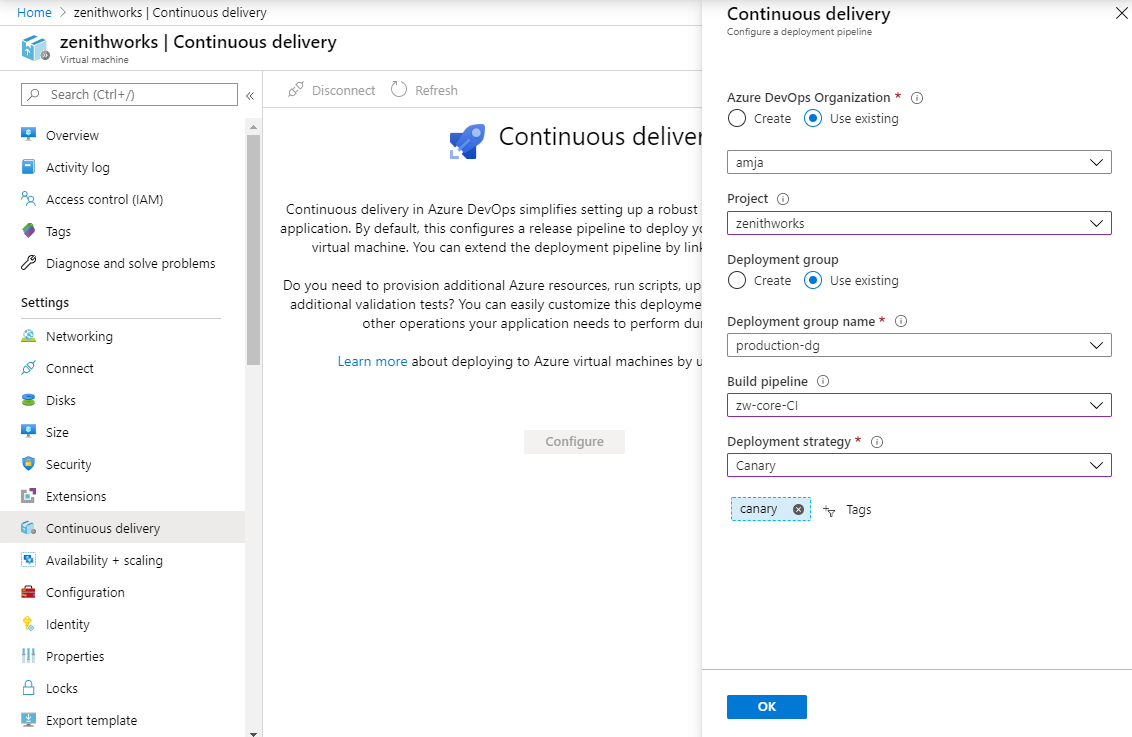 Home > zenithworks | Continuous delivery
zenithworks | Continuous delivery
Virtual machine
Search (Ctrl+/)
«
Overview
Activity log
Access control (IAM)
Tags
Diagnose and solve problems
Settings
Networking
Connect
Disks
Size
Security
Extensions
Continuous delivery
Availability + scaling
Configuration
Identity
Properties
Locks
Export template
Disconnect
Refresh
Continuous deliver
Continuous delivery in Azure DevOps simplifies setting up a robust
application. By default, this configures a release pipeline to deploy yo
virtual machine. You can extend the deployment pipeline by link
Do you need to provision additional Azure resources, run scripts, up
additional validation tests? You can easily customize this deployme
other operations your application needs to perform dur
Learn more about deploying to Azure virtual machines by u
Configure
Continuous delivery
Configure a deployment pipeline
Azure DevOps Organization *
Create
Use existing
amja
Project
zenithworks
Deployment group
Create
Use existing
Deployment group name *
production-dg
Build pipeline
zw-core-CI
Deployment strategy *
Canary
canary
Tags
OK